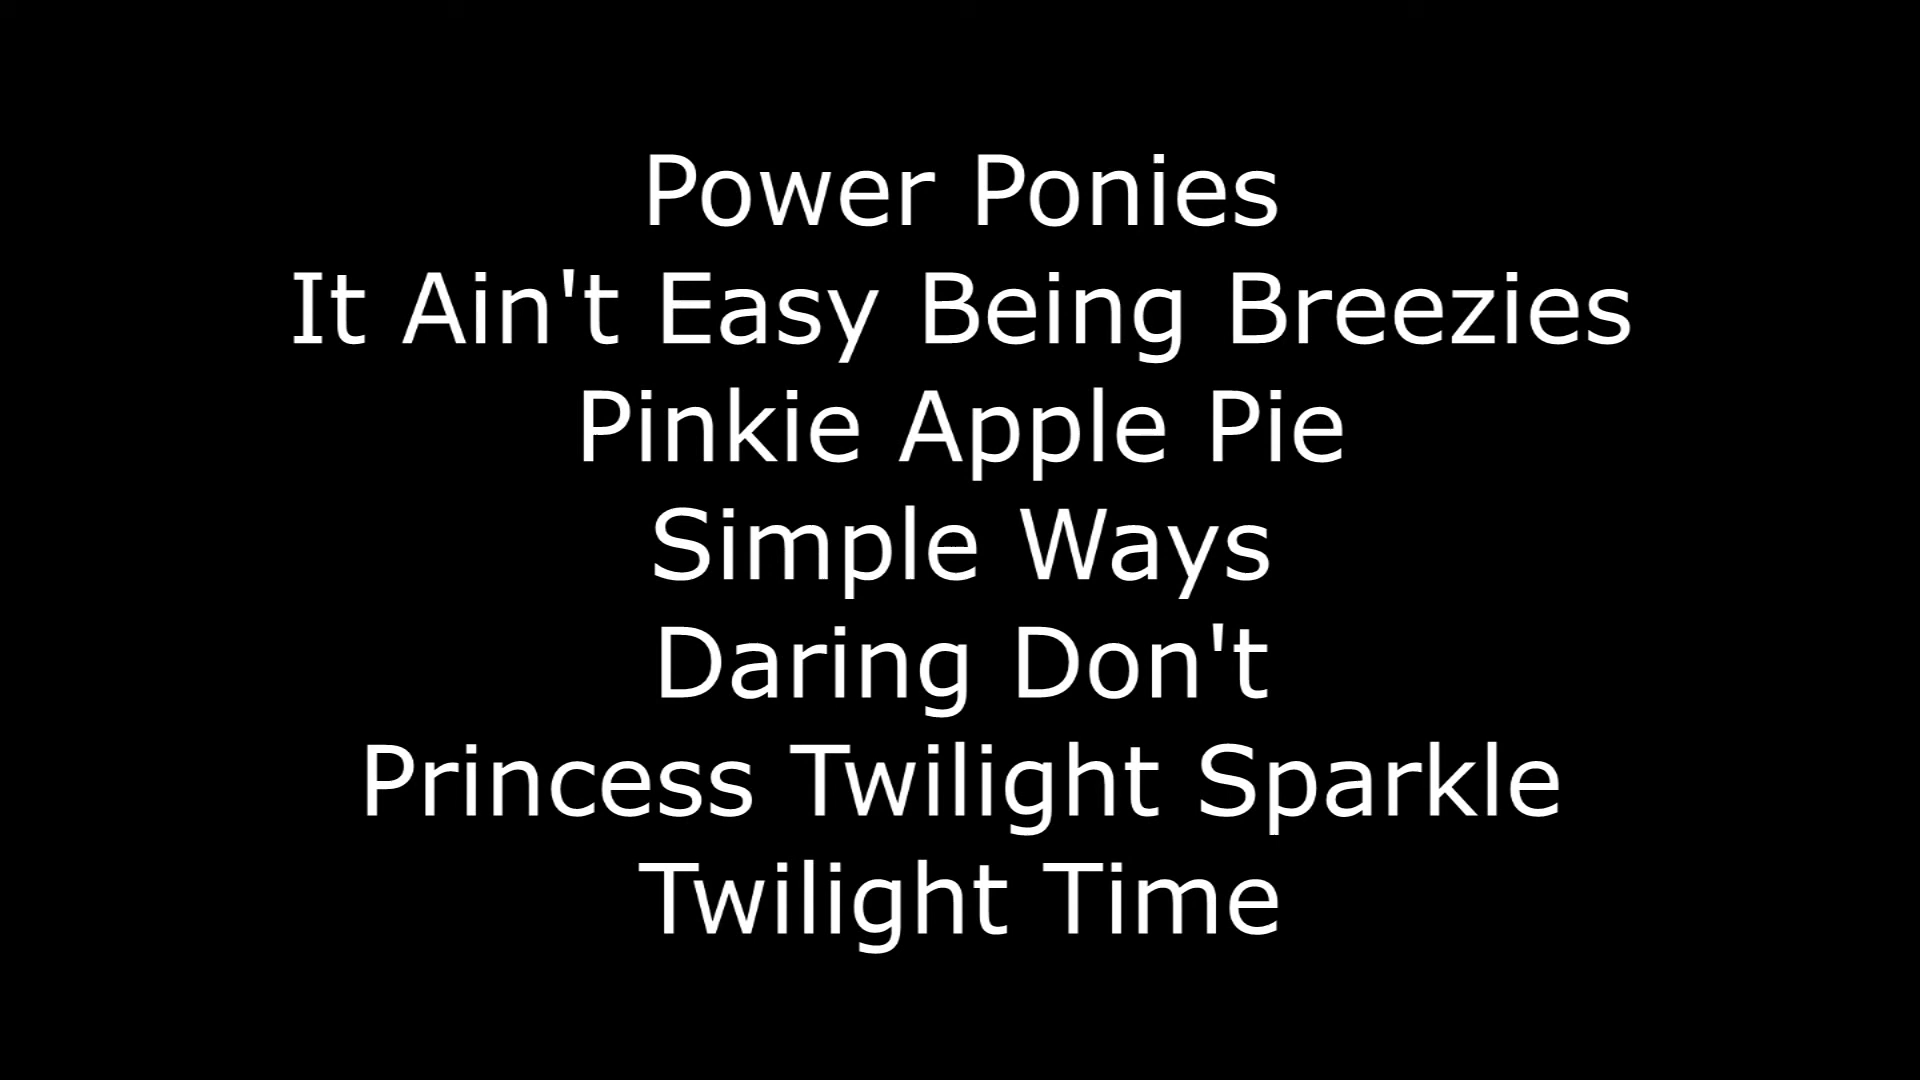 Power Ponies
It Ain't Easy Being Breezies
Pinkie Apple Pie
Simple Ways
Daring Don't
Princess Twilight Sparkle
Twilight Time